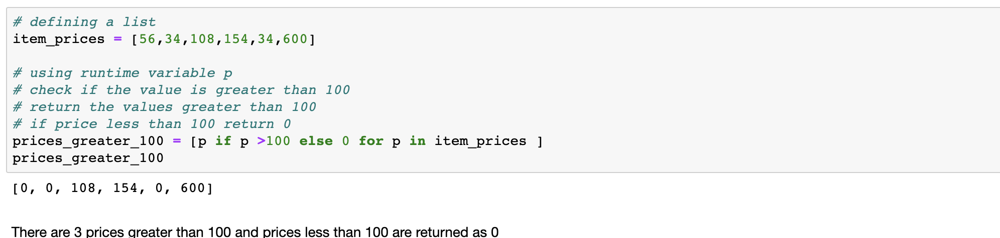 # defining a list
item_prices = [56,34,108,154,34,600]
# using runtime variable p
# check if the value is greater than 100
# return the values greater than 100
# if price less than 100 return 0
prices_greater_100 = [p if p >100 else 0 for p in item_prices ]
prices_greater_100
[0, 0, 108, 154, 0, 600]
There are 3 prices greater than 100 and prices less than 100 are returned as 0